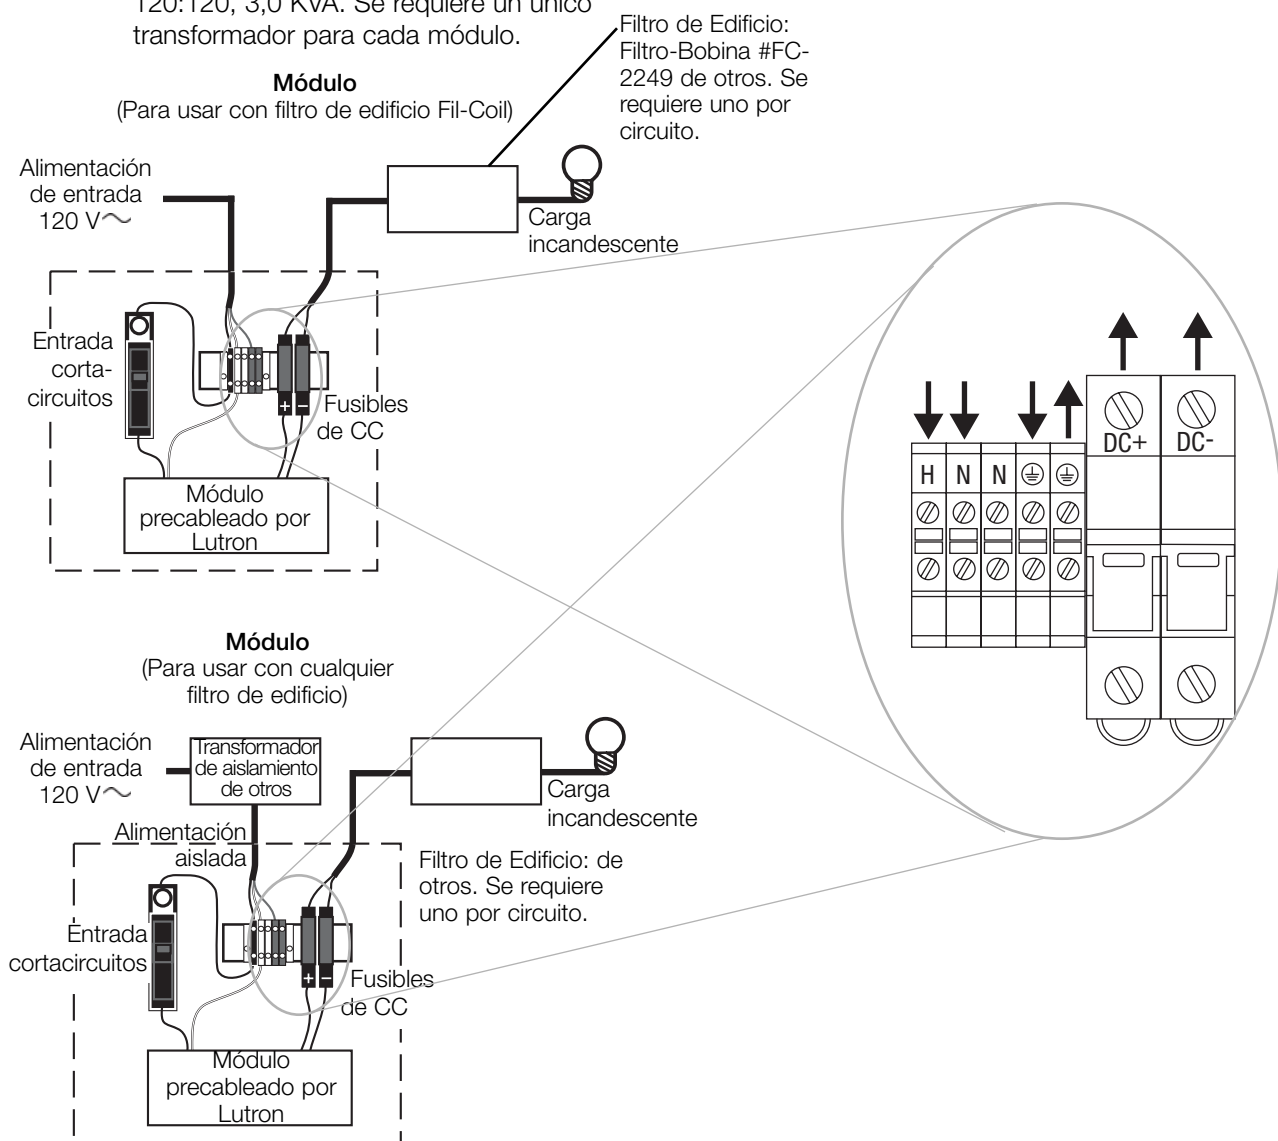 120:120, 3,0 KVA. Se requiere un único
transformador para cada módulo.
Filtro de Edificio:
Filtro-Bobina #FC-
2249 de otros. Se
requiere uno por
circuito.
Módulo
(Para usar con filtro de edificio Fil-Coil)
Alimentación
de entrada
120 V~
Carga
incandescente
Entrada
corta-
circuitos
+ −
Fusibles
de CC
Módulo
precableado por
Lutron
DC+ DC-
H N N
Módulo
(Para usar con cualquier
filtro de edificio)
Alimentación
de entrada
120 V~
Transformador
de aislamiento
de otros
Carga
incandescente
Alimentación
aislada
Filtro de Edificio: de
otros. Se requiere
uno por circuito.
Entrada
cortacircuitos
+ −
Fusibles
de CC
Módulo
precableado por
Lutron